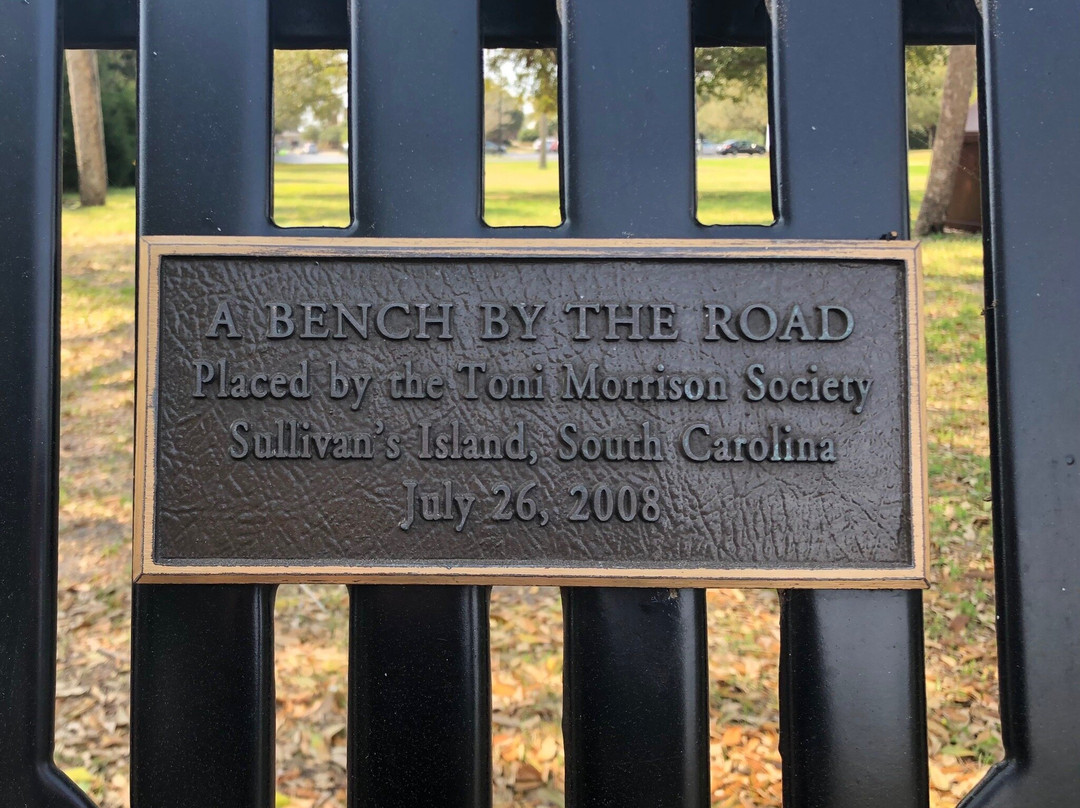 A BENCH BY THE ROAD
Placed by the Toni Morrison Society
Sullivan's Island, South Carolina
July 26, 2008